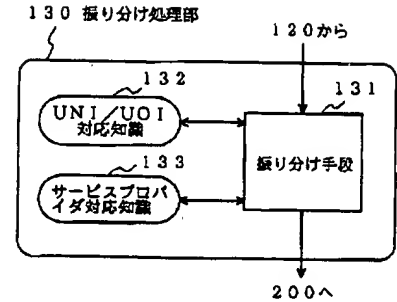 130 振り分け処理部
120から
132
131
UNI/UOI
対応知識
133
振り分け手段
サービスプロバ
イダ対応知識
200へ